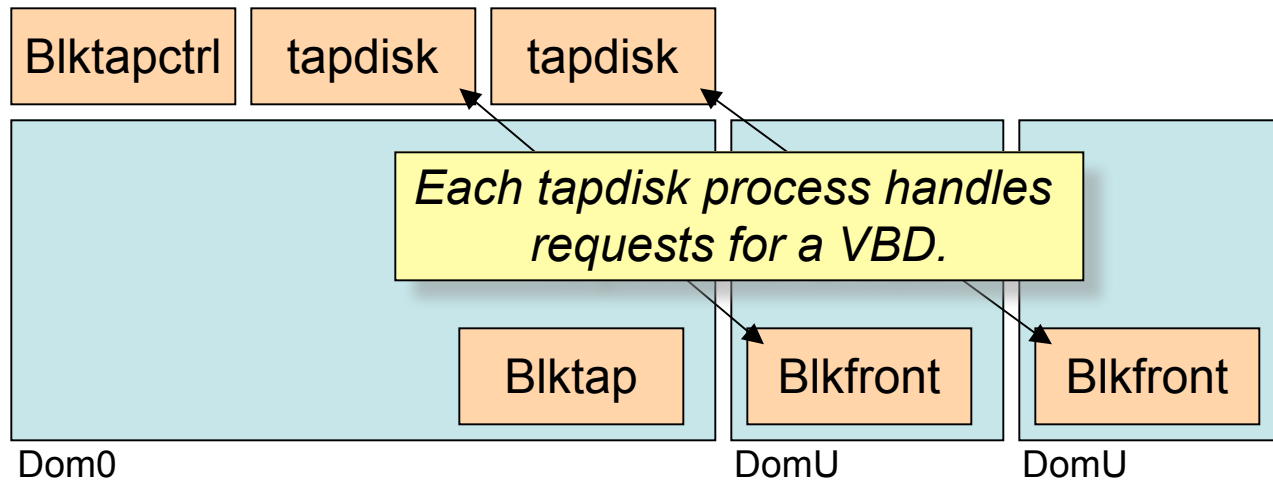 Blktapctrl
tapdisk
tapdisk
Each tapdisk process handles
requests for a VBD.
Blktap
Blkfront
Blkfront
Dom0
DomU
DomU